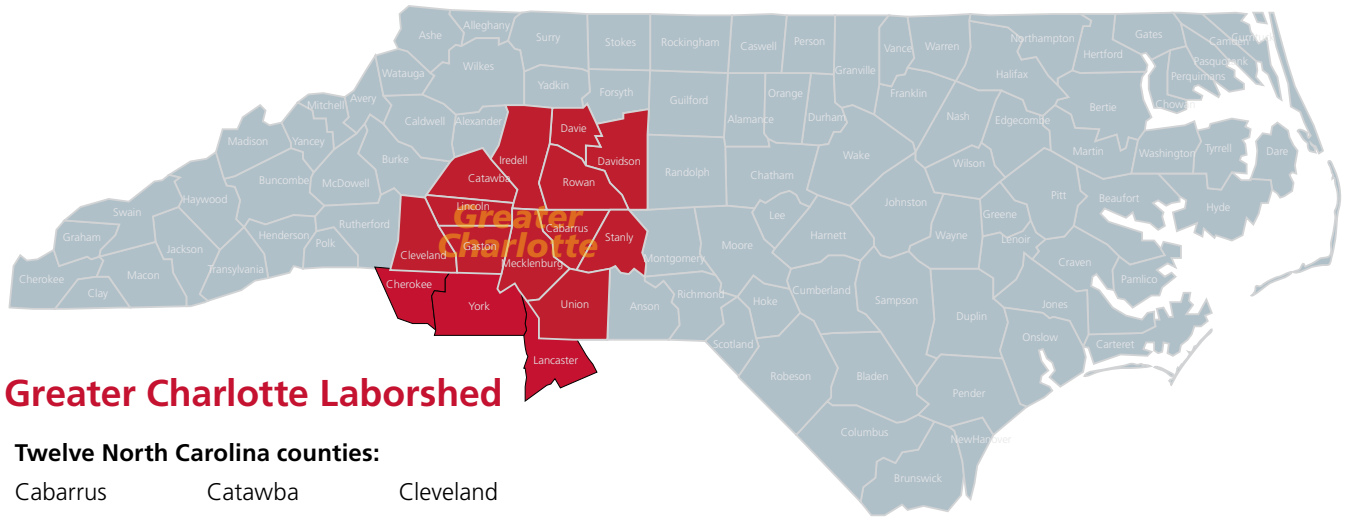 Ashe
Alleghany
Surry
Stokes
Rockingham
Caswell
Person
Granville
Vance
Warren
Northampton
Hertford
Gates
Camden
Pasquotank
Perquimans
Chowan
Watauga
Wilkes
Yadkin
Forsyth
Guilford
Alamance
Orange
Durham
Franklin
Halifax
Bertie
Mitchell
Avery
Caldwell
Alexander
Davie
Nash
Edgecombe
Madison
Yancey
Burke
Iredell
Davidson
Randolph
Chatham
Wake
Wilson
Martin
Washington
Tyrrell
Dare
Buncombe
McDowell
Catawba
Rowan
Haywood
Johnston
Greene
Pitt
Beaufort
Hyde
Swain
Lincoln
Lee
Graham
Jackson
Henderson
Polk
Rutherford
Greater
Charlotte
Cabarrus
Stanly
Montgomery
Moore
Harnett
Wayne
Lenoir
Craven
Pamlico
Cherokee
Clay
Macon
Transylvania
Cleveland
Gaston
Mecklenburg
Cherokee
York
Union
Anson
Richmond
Hoke
Cumberland
Sampson
Duplin
Jones
Onslow
Carteret
Scotland
Lancaster
Robeson
Bladen
Pender
Columbus
NewHanover
Brunswick
Greater Charlotte Laborshed
Twelve North Carolina counties:
Cabarrus Catawba Cleveland